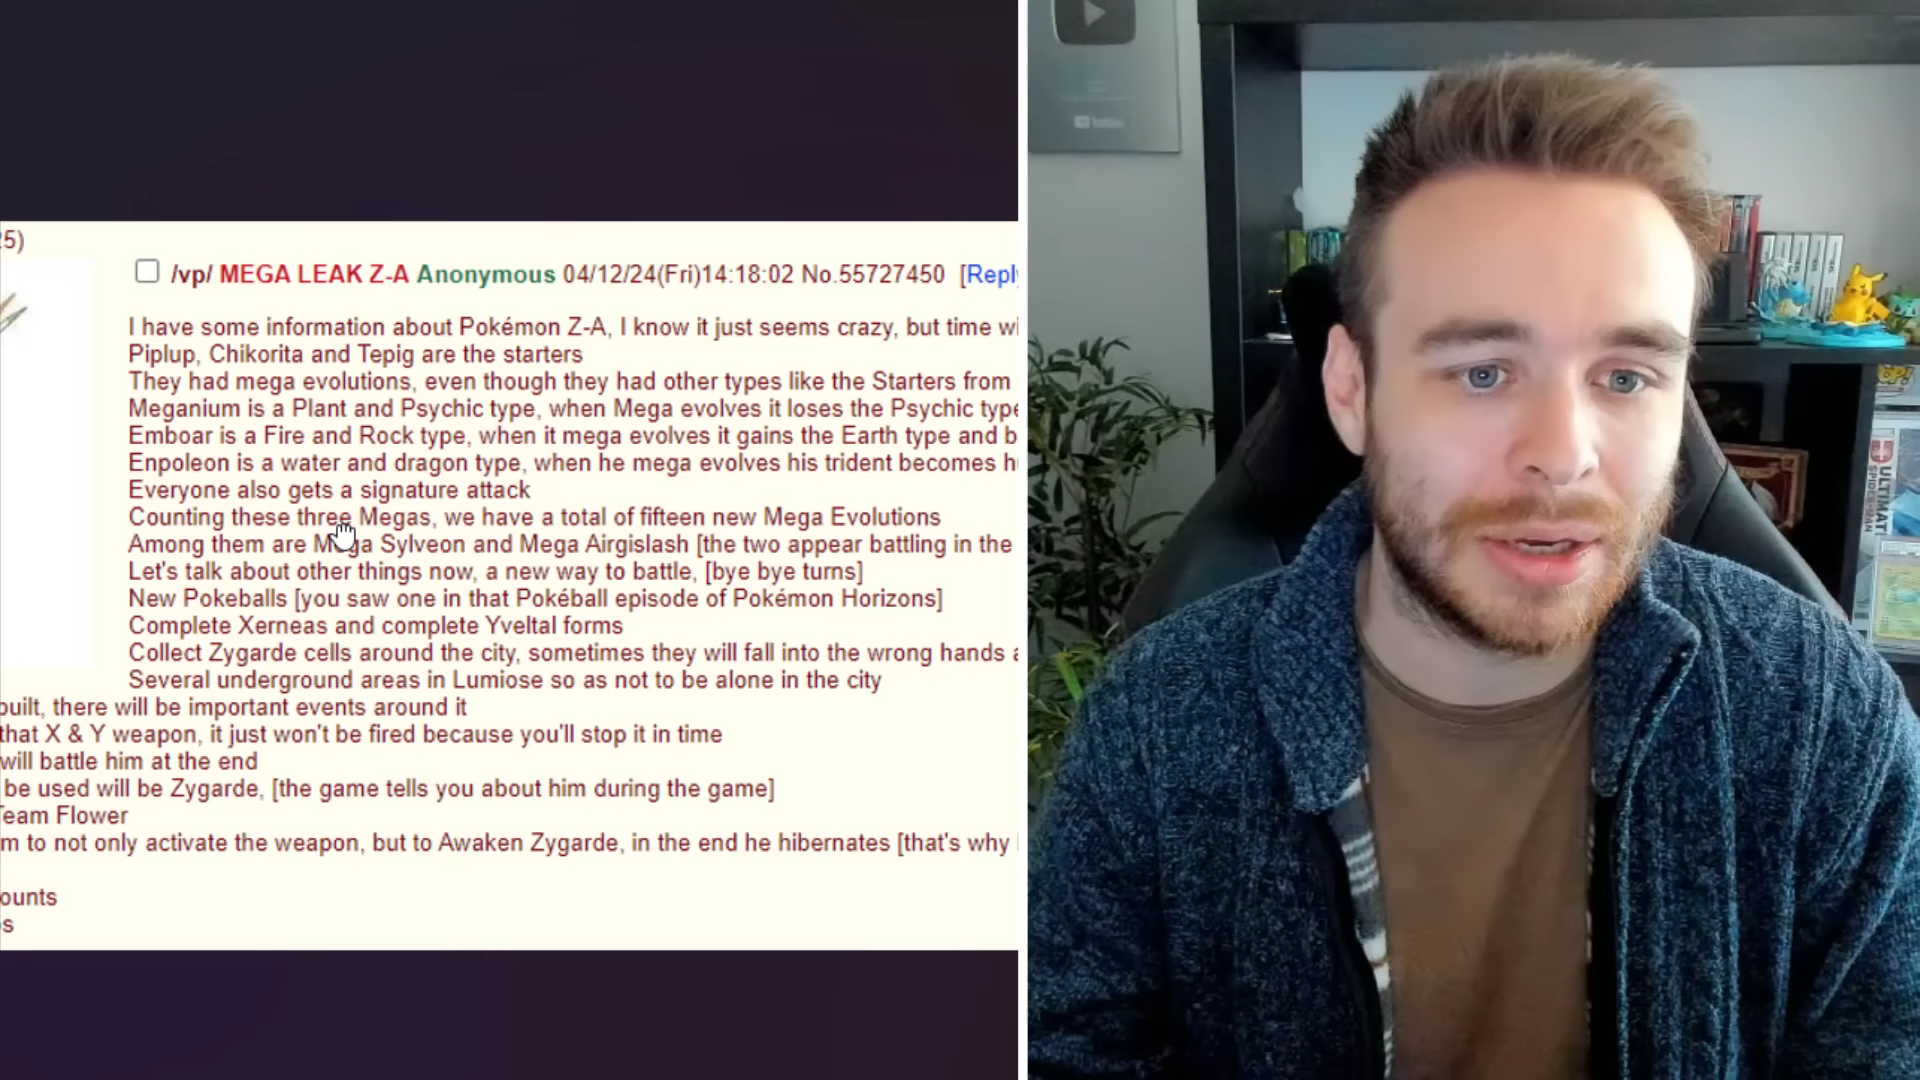 5)
/vp/ MEGA LEAK Z-A Anonymous 04/12/24(Fri)14:18:02 No.55727450 [Reply
I have some information about Pokémon Z-A, I know it just seems crazy, but time wi
Piplup, Chikorita and Tepig are the starters
They had mega evolutions, even though they had other types like the Starters from
Meganium is a Plant and Psychic type, when Mega evolves it loses the Psychic type
Emboar is a Fire and Rock type, when it mega evolves it gains the Earth type and b
Enpoleon is a water and dragon type, when he mega evolves his trident becomes h
Everyone also gets a signature attack
Counting these three Megas, we have a total of fifteen new Mega Evolutions
Among them are Mega Sylveon and Mega Airgislash [the two appear battling in the
Let's talk about other things now, a new way to battle, [bye bye turns]
New Pokeballs [you saw one in that Pokéball episode of Pokémon Horizons]
Complete Xerneas and complete Yveltal forms
Collect Zygarde cells around the city, sometimes they will fall into the wrong hands a
Several underground areas in Lumiose so as not to be alone in the city
built, there will be important events around it
that X & Y weapon, it just won't be fired because you'll stop it in time
will battle him at the end
be used will be Zygarde, [the game tells you about him during the game]
Team Flower
m to not only activate the weapon, but to Awaken Zygarde, in the end he hibernates [that's why
ounts
s
YouTube
ULTIMAT
SPIDERMAN